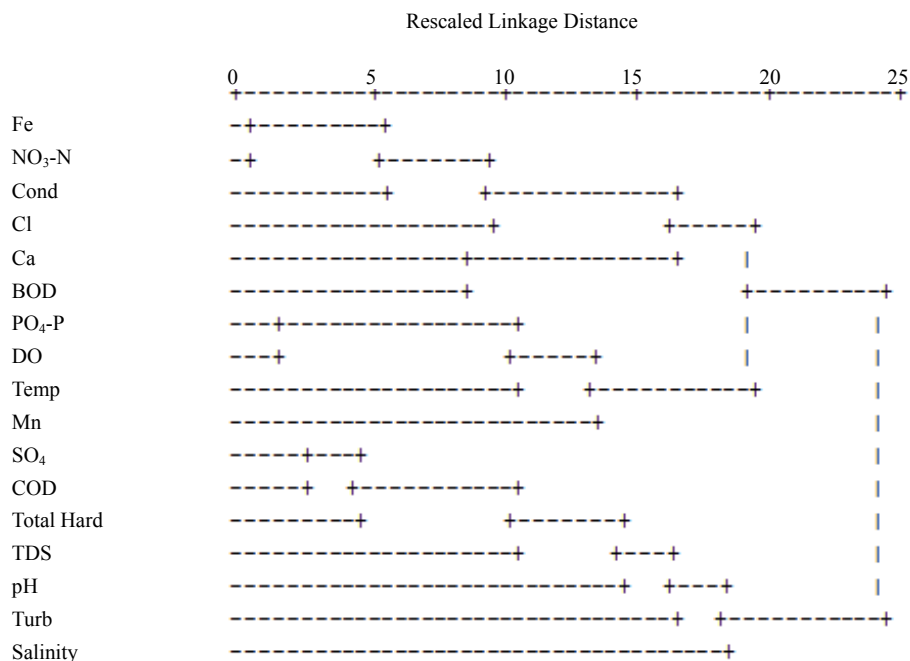 Rescaled Linkage Distance
0 5 10 15 20 25
Fe
NO₃-N
Cond
Cl
Ca
BOD
PO₄-P
DO
Temp
Mn
SO₄
COD
Total Hard
TDS
pH
Turb
Salinity